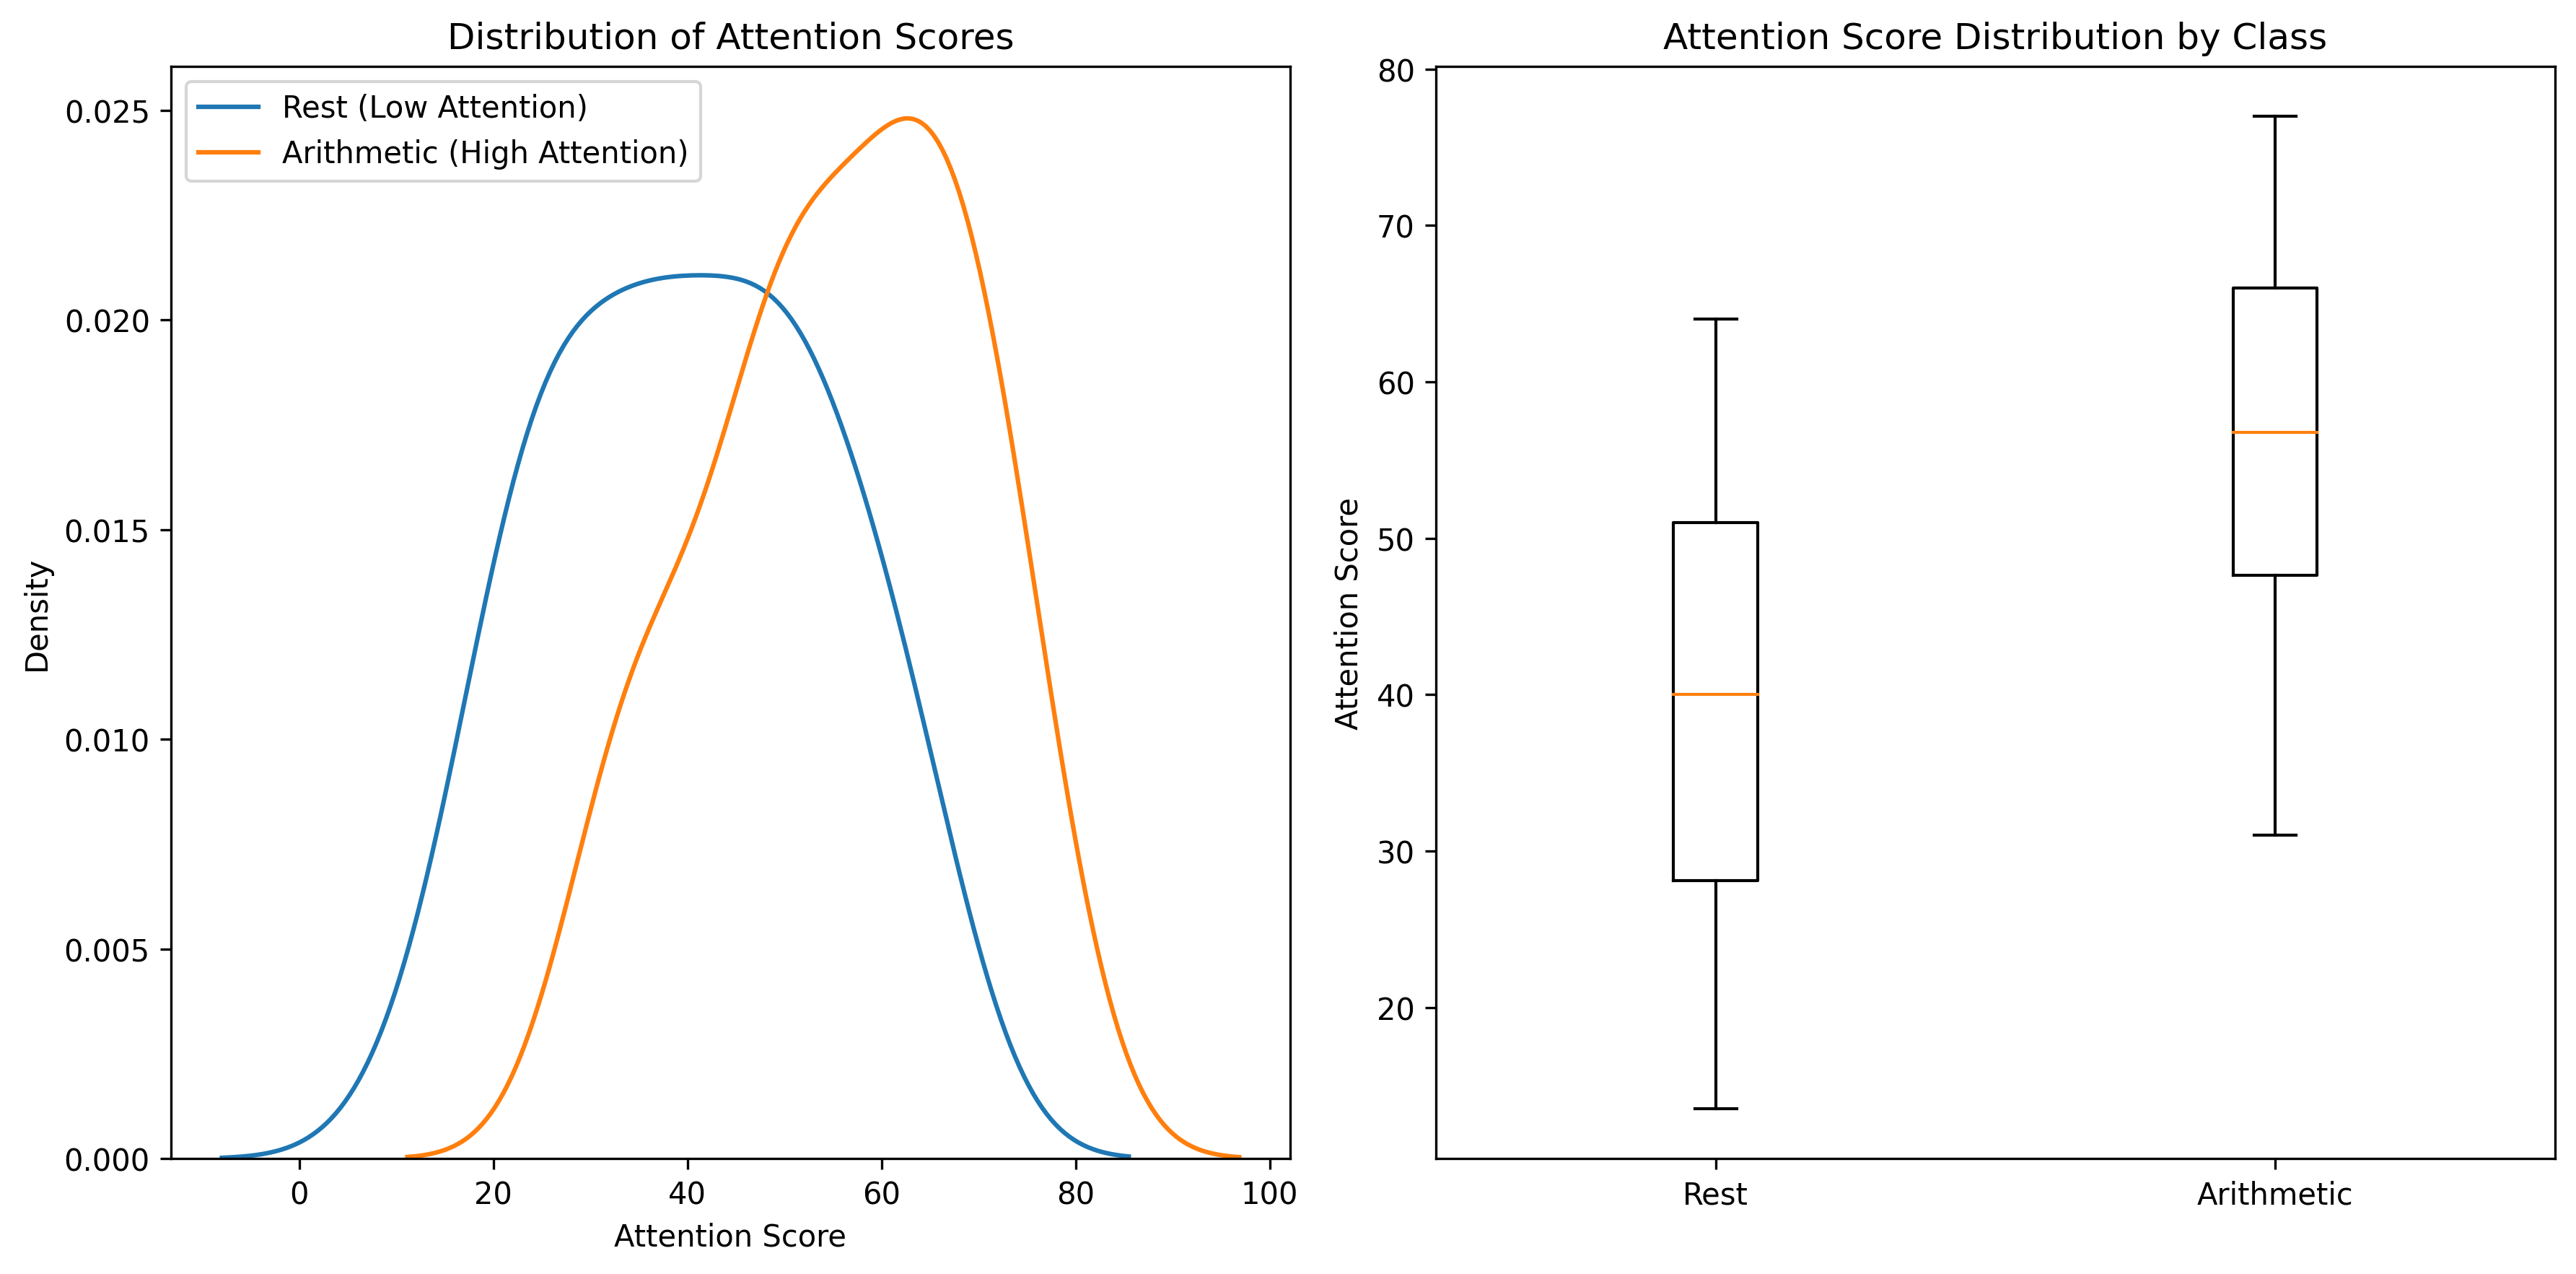 Distribution of Attention Scores
Rest (Low Attention)
Arithmetic (High Attention)
0.025
0.020
0.015
0.010
0.005
0.000
Density
0 20 40 60 80 100
Attention Score
Attention Score Distribution by Class
80
70
60
50
40
30
20
Attention Score
Rest Arithmetic